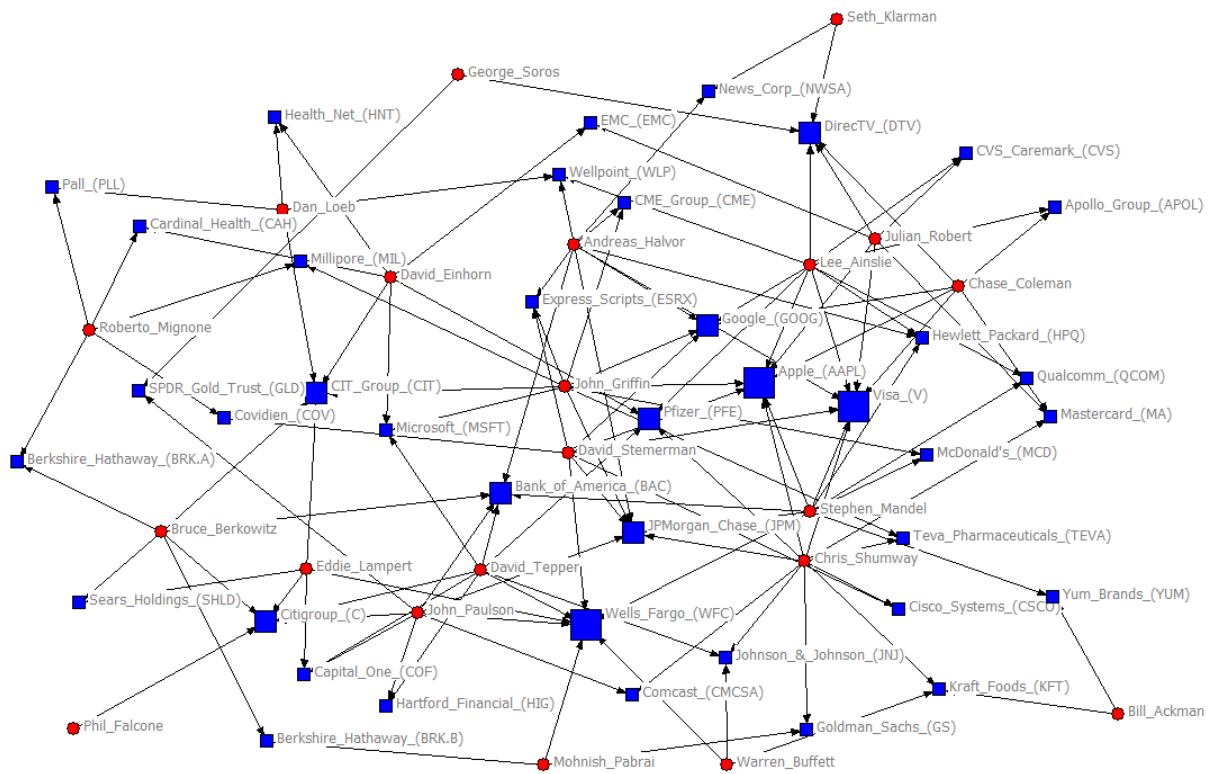 Seth_Klarman
George_Soros
News_Corp_(NWSA)
Health_Net_(HNT)
EMC_(EMC)
DirecTV_(DTV)
CVS_Caremark_(CVS)
Wellpoint_(WLP)
Pall_(PLL)
CME_Group_(CME)
Dan_Loeb
Apollo_Group_(APOL)
Cardinal_Health_(CAH)
Julian_Robert
Andreas_Halvor
Millipore_(MIL)
Lee_Ainslie
David_Einhorn
Chase_Coleman
Express_Scripts_(ESRX)
Google_(GOOG)
Roberto_Mignone
Hewlett_Packard_(HPQ)
Apple_(AAPL)
Qualcomm_(QCOM)
John_Griffin
SPDR_Gold_Trust_(GLD)
CIT_Group_(CIT)
Visa_(V)
Pfizer_(PFE)
Covidien_(COV)
Mastercard_(MA)
Microsoft_(MSFT)
David_Stemerman
McDonald's_(MCD)
Berkshire_Hathaway_(BRK.A)
Bank_of_America_(BAC)
Stephen_Mandel
Bruce_Berkowitz
JPMorgan_Chase_(JPM)
Teva_Pharmaceuticals_(TEVA)
Chris_Shumway
Eddie_Lampert
David_Tepper
Yum_Brands_(YUM)
Sears_Holdings_(SHLD)
Cisco_Systems_(CSCO)
John_Paulson
Citigroup_(C)
Wells_Fargo_(WFC)
Johnson_&_Johnson_(JNJ)
Capital_One_(COF)
Kraft_Foods_(KFT)
Comcast_(CMCSA)
Hartford_Financial_(HIG)
Bill_Ackman
Phil_Falcone
Goldman_Sachs_(GS)
Berkshire_Hathaway_(BRK.B)
Mohnish_Pabrai
Warren_Buffett